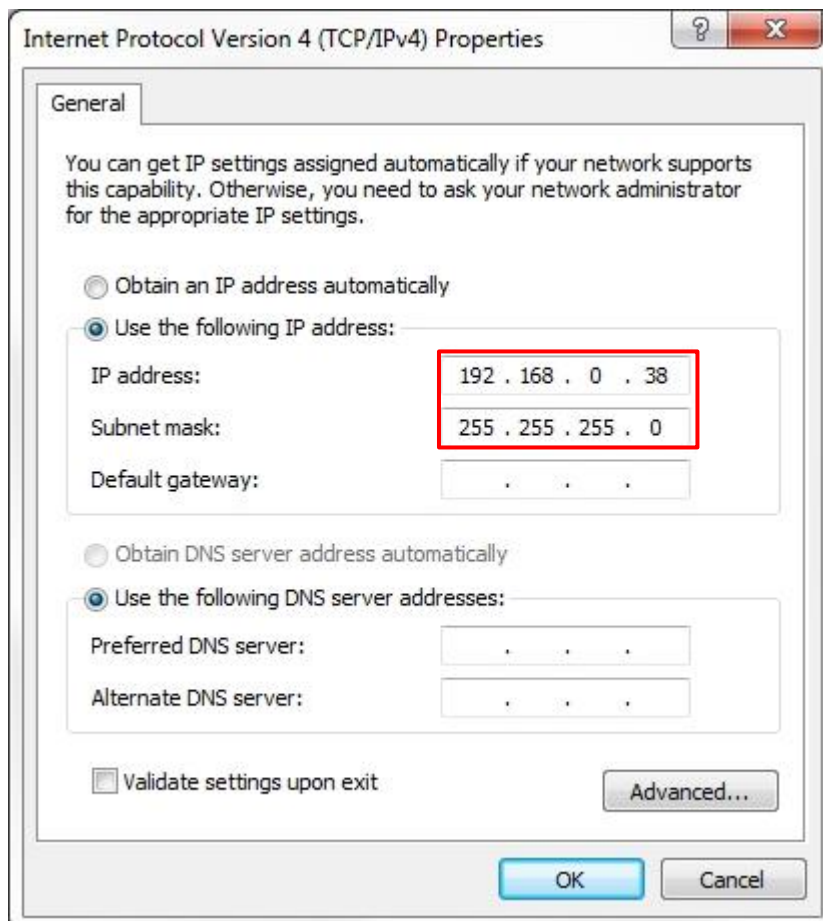 Internet Protocol Version 4 (TCP/IPv4) Properties
General
You can get IP settings assigned automatically if your network supports
this capability. Otherwise, you need to ask your network administrator
for the appropriate IP settings.
Obtain an IP address automatically
Use the following IP address:
IP address: 192 . 168 . 0 . 38
Subnet mask: 255 . 255 . 255 . 0
Default gateway: . . .
Obtain DNS server address automatically
Use the following DNS server addresses:
Preferred DNS server: . . .
Alternate DNS server: . . .
Validate settings upon exit
Advanced...
OK Cancel